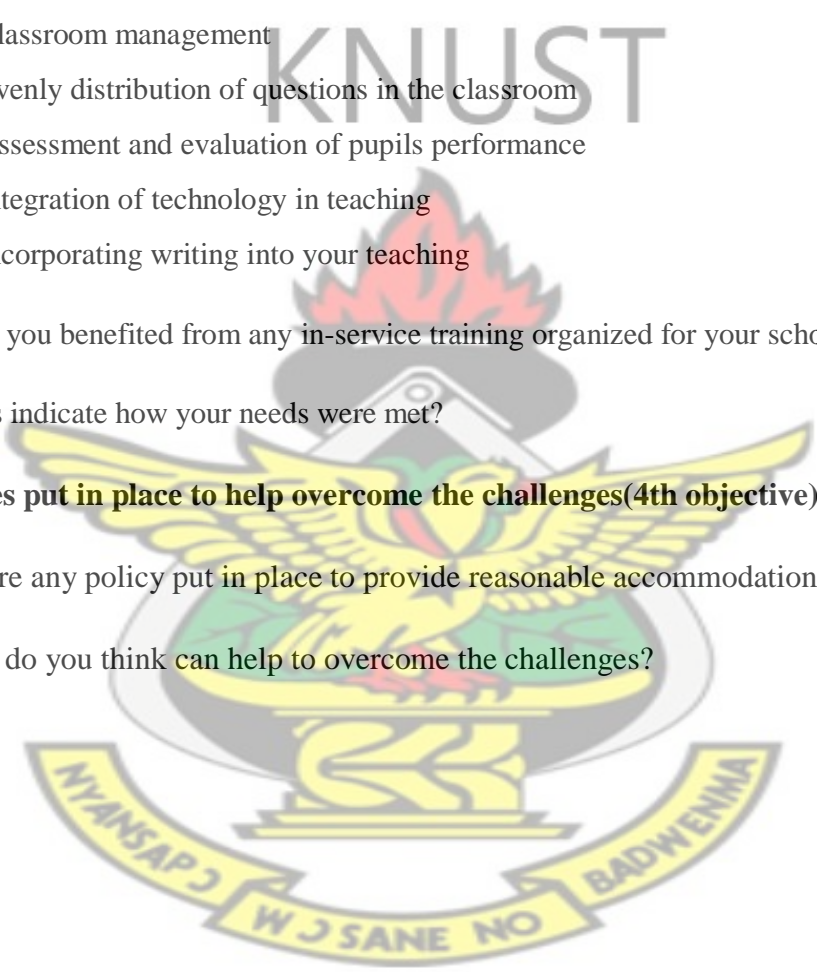 KNUST
lassroom management
venly distribution of questions in the classroom
ssessment and evaluation of pupils performance
tegration of technology in teaching
corporating writing into your teaching
you benefited from any in-service training organized for your scho
s indicate how your needs were met?
es put in place to help overcome the challenges(4th objective)
re any policy put in place to provide reasonable accommodation
do you think can help to overcome the challenges?
NYANSAPƆ
WƆSANE NO
BADWENMA